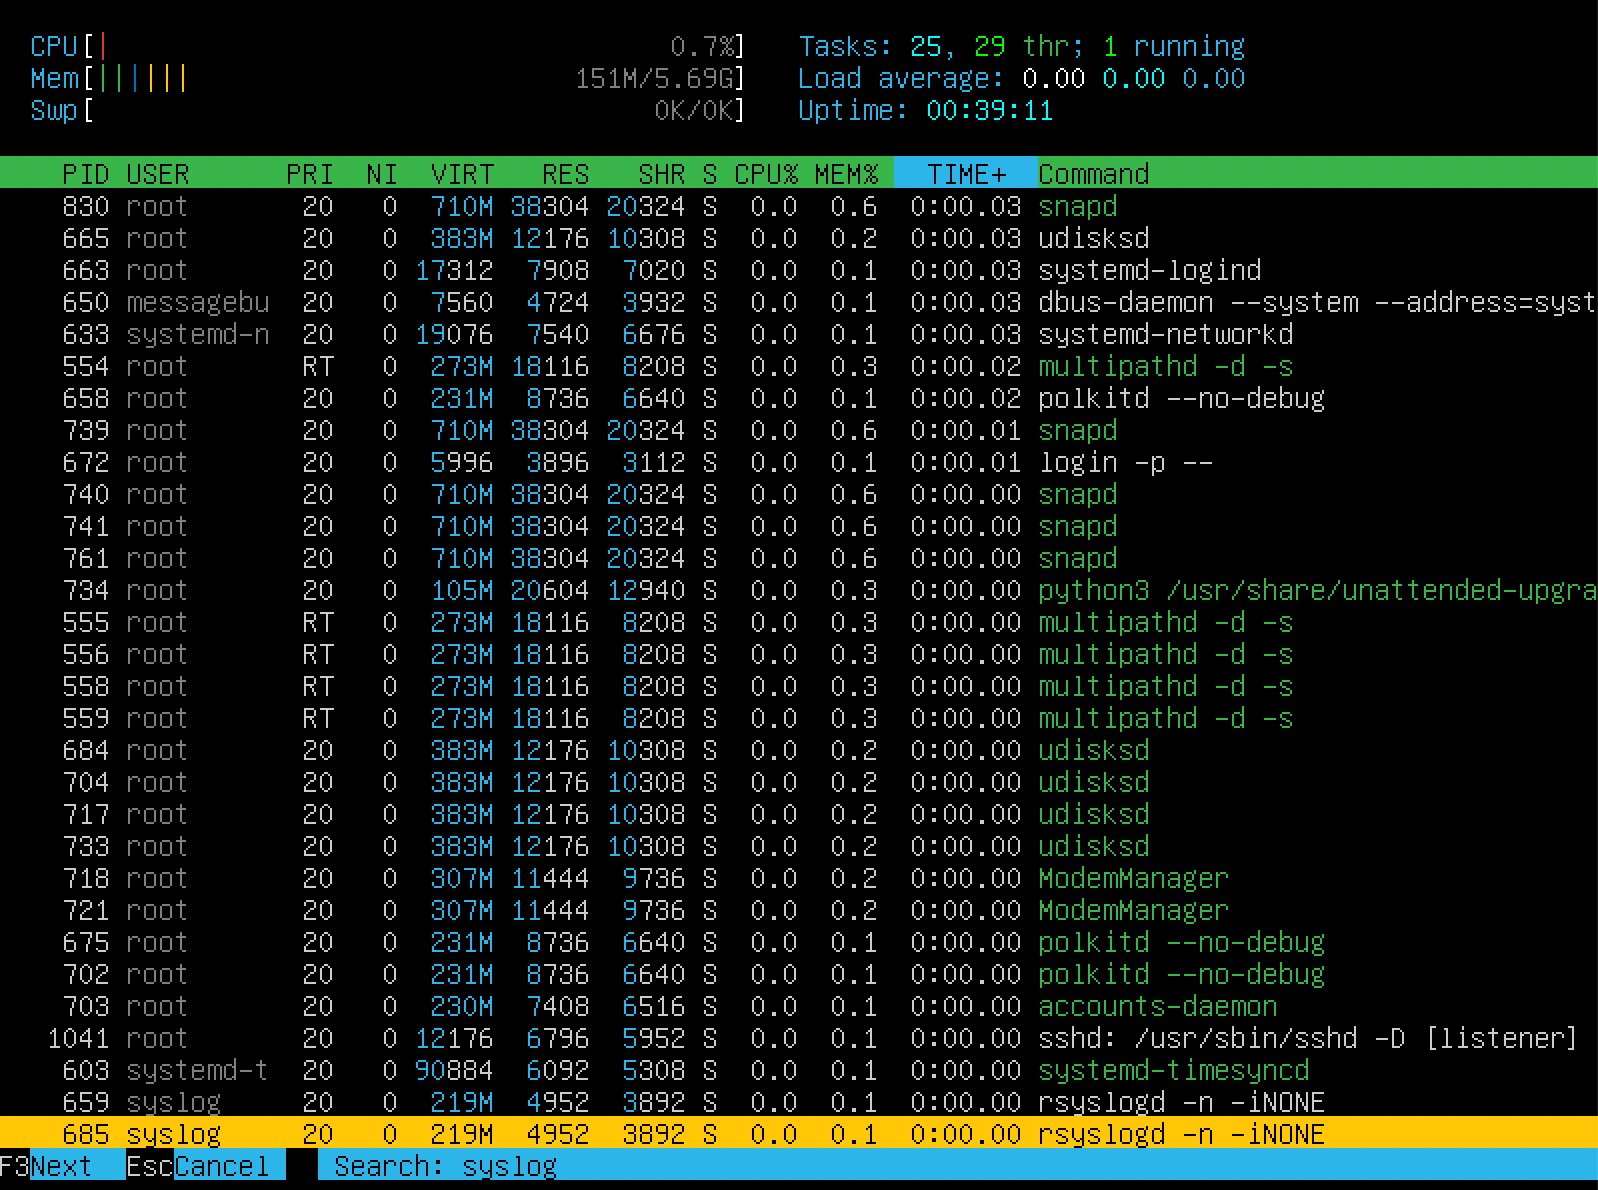 CPU[| 0.7%] Tasks: 25, 29 thr; 1 running
Mem[|||||| 151M/5.69G] Load average: 0.00 0.00 0.00
Swp[ 0K/0K] Uptime: 00:39:11
PID USER PRI NI VIRT RES SHR S CPU% MEM% TIME+ Command
830 root 20 0 710M 38304 20324 S 0.0 0.6 0:00.03 snapd
665 root 20 0 383M 12176 10308 S 0.0 0.2 0:00.03 udisksd
663 root 20 0 17312 7908 7020 S 0.0 0.1 0:00.03 systemd-logind
650 messagebu 20 0 7560 4724 3932 S 0.0 0.1 0:00.03 dbus-daemon --system --address=syst
633 systemd-n 20 0 19076 7540 6676 S 0.0 0.1 0:00.03 systemd-networkd
554 root RT 0 273M 18116 8208 S 0.0 0.3 0:00.02 multipathd -d -s
658 root 20 0 231M 8736 6640 S 0.0 0.1 0:00.02 polkitd --no-debug
739 root 20 0 710M 38304 20324 S 0.0 0.6 0:00.01 snapd
672 root 20 0 5996 3896 3112 S 0.0 0.1 0:00.01 login -p --
740 root 20 0 710M 38304 20324 S 0.0 0.6 0:00.00 snapd
741 root 20 0 710M 38304 20324 S 0.0 0.6 0:00.00 snapd
761 root 20 0 710M 38304 20324 S 0.0 0.6 0:00.00 snapd
734 root 20 0 105M 20604 12940 S 0.0 0.3 0:00.00 python3 /usr/share/unattended-upgra
555 root RT 0 273M 18116 8208 S 0.0 0.3 0:00.00 multipathd -d -s
556 root RT 0 273M 18116 8208 S 0.0 0.3 0:00.00 multipathd -d -s
558 root RT 0 273M 18116 8208 S 0.0 0.3 0:00.00 multipathd -d -s
559 root RT 0 273M 18116 8208 S 0.0 0.3 0:00.00 multipathd -d -s
684 root 20 0 383M 12176 10308 S 0.0 0.2 0:00.00 udisksd
704 root 20 0 383M 12176 10308 S 0.0 0.2 0:00.00 udisksd
717 root 20 0 383M 12176 10308 S 0.0 0.2 0:00.00 udisksd
733 root 20 0 383M 12176 10308 S 0.0 0.2 0:00.00 udisksd
718 root 20 0 307M 11444 9736 S 0.0 0.2 0:00.00 ModemManager
721 root 20 0 307M 11444 9736 S 0.0 0.2 0:00.00 ModemManager
675 root 20 0 231M 8736 6640 S 0.0 0.1 0:00.00 polkitd --no-debug
702 root 20 0 231M 8736 6640 S 0.0 0.1 0:00.00 polkitd --no-debug
703 root 20 0 230M 7408 6516 S 0.0 0.1 0:00.00 accounts-daemon
1041 root 20 0 12176 6796 5952 S 0.0 0.1 0:00.00 sshd: /usr/sbin/sshd -D [listener]
603 systemd-t 20 0 90884 6092 5308 S 0.0 0.1 0:00.00 systemd-timesyncd
659 syslog 20 0 219M 4952 3892 S 0.0 0.1 0:00.00 rsyslogd -n -iNONE
685 syslog 20 0 219M 4952 3892 S 0.0 0.1 0:00.00 rsyslogd -n -iNONE
F3Next EscCancel Search: syslog